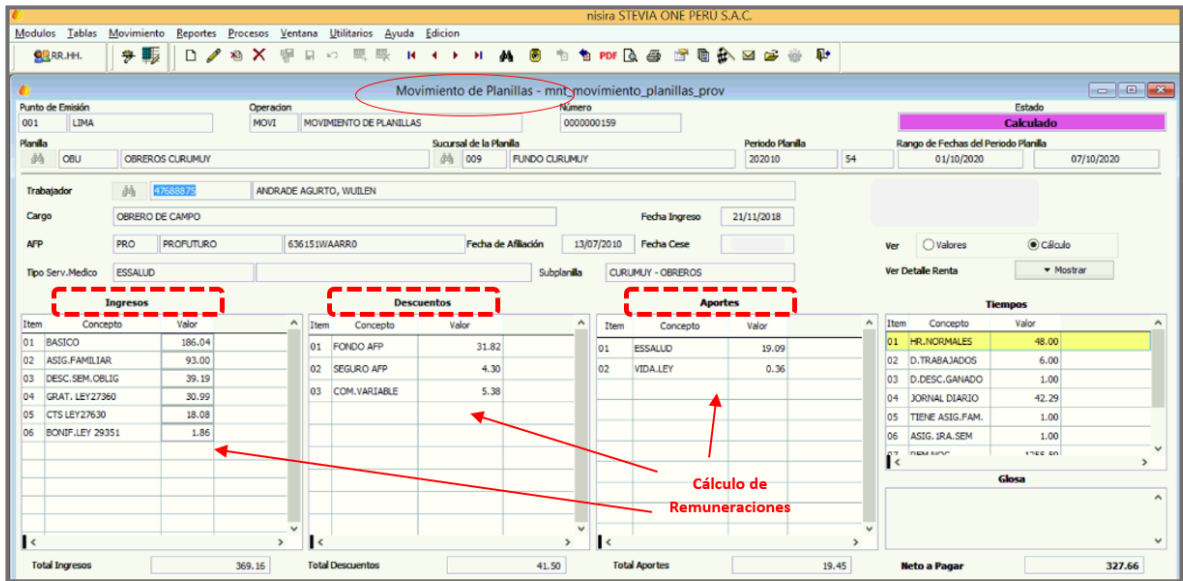 nisira STEVIA ONE PERU S.A.C.
Modulos Tablas Movimiento Reportes Procesos Ventana Utilitarios Ayuda Edicion
RR.HH. PDF
Movimiento de Planillas - mnt_movimiento_planillas_prov
Punto de Emisión Operacion Número Estado
001 LIMA MOVI MOVIMIENTO DE PLANILLAS 0000000159 Calculado
Planilla Sucursal de la Planilla Periodo Planilla Rango de Fechas del Periodo Planilla
OBU OBREROS CURUMUY 009 FUNDO CURUMUY 202010 54 01/10/2020 07/10/2020
Trabajador 47688875 ANDRADE AGURTO, WUILEN
Cargo OBRERO DE CAMPO Fecha Ingreso 21/11/2018
AFP PRO PROFUTURO 636151WAARR0 Fecha de Afiliación 13/07/2010 Fecha Cese Ver Valores Cálculo
Tipo Serv.Medico ESSALUD Subplanilla CURUMUY - OBREROS Ver Detalle Renta Mostrar
Ingresos
Item Concepto Valor
01 BASICO 186.04
02 ASIG.FAMILIAR 93.00
03 DESC.SEM.OBLIG 39.19
04 GRAT. LEY27360 30.99
05 CTS LEY27630 18.08
06 BONIF.LEY 29351 1.86
Total Ingresos 369.16
Descuentos
Item Concepto Valor
01 FONDO AFP 31.82
02 SEGURO AFP 4.30
03 COM.VARIABLE 5.38
Total Descuentos 41.50
Aportes
Item Concepto Valor
01 ESSALUD 19.09
02 VIDA.LEY 0.36
Cálculo de
Remuneraciones
Total Aportes 19.45
Tiempos
Item Concepto Valor
01 HR.NORMALES 48.00
02 D.TRABAJADOS 6.00
03 D.DESC.GANADO 1.00
04 JORNAL DIARIO 42.29
05 TIENE ASIG.FAM. 1.00
06 ASIG.1RA.SEM 1.00
Glosa
Neto a Pagar 327.66